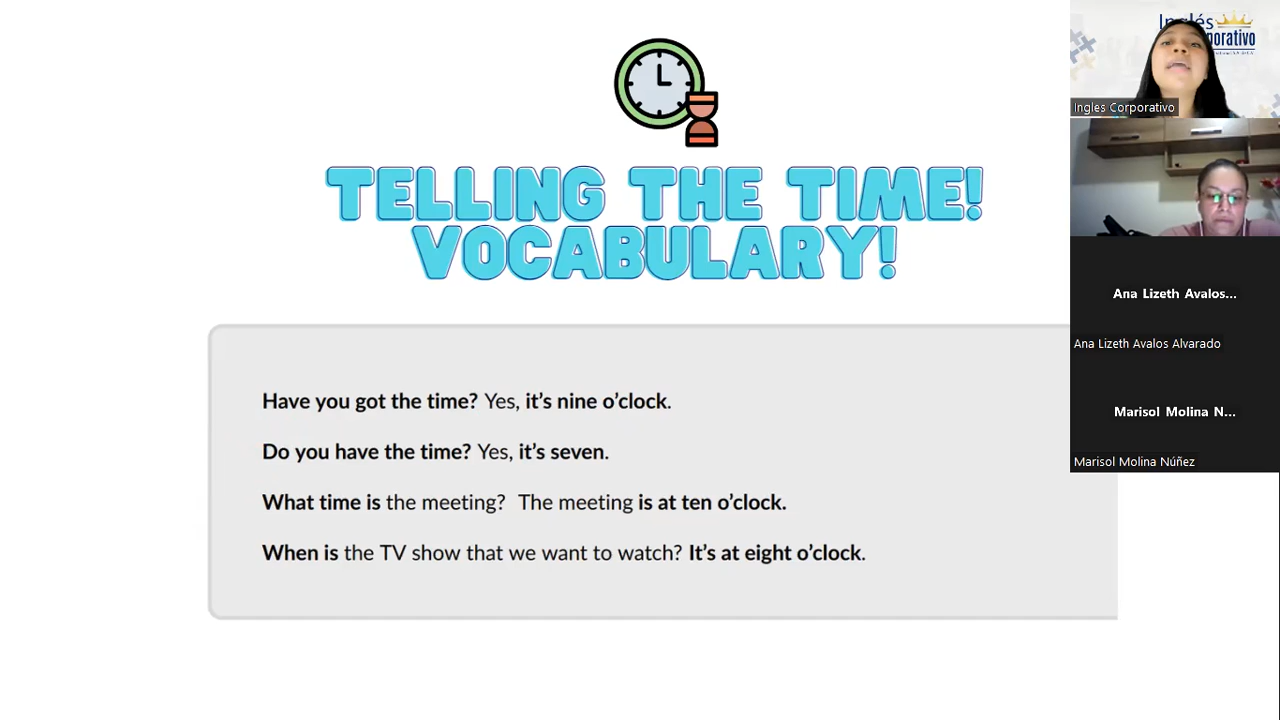 TELLING THE TIME!
VOCABULARY!
Have you got the time? Yes, it's nine o'clock.
Do you have the time? Yes, it's seven.
What time is the meeting? The meeting is at ten o'clock.
When is the TV show that we want to watch? It's at eight o'clock.
Inglés
porativo
Ingles Corporativo
Ana Lizeth Avalos...
Ana Lizeth Avalos Alvarado
Marisol Molina N...
Marisol Molina Núñez